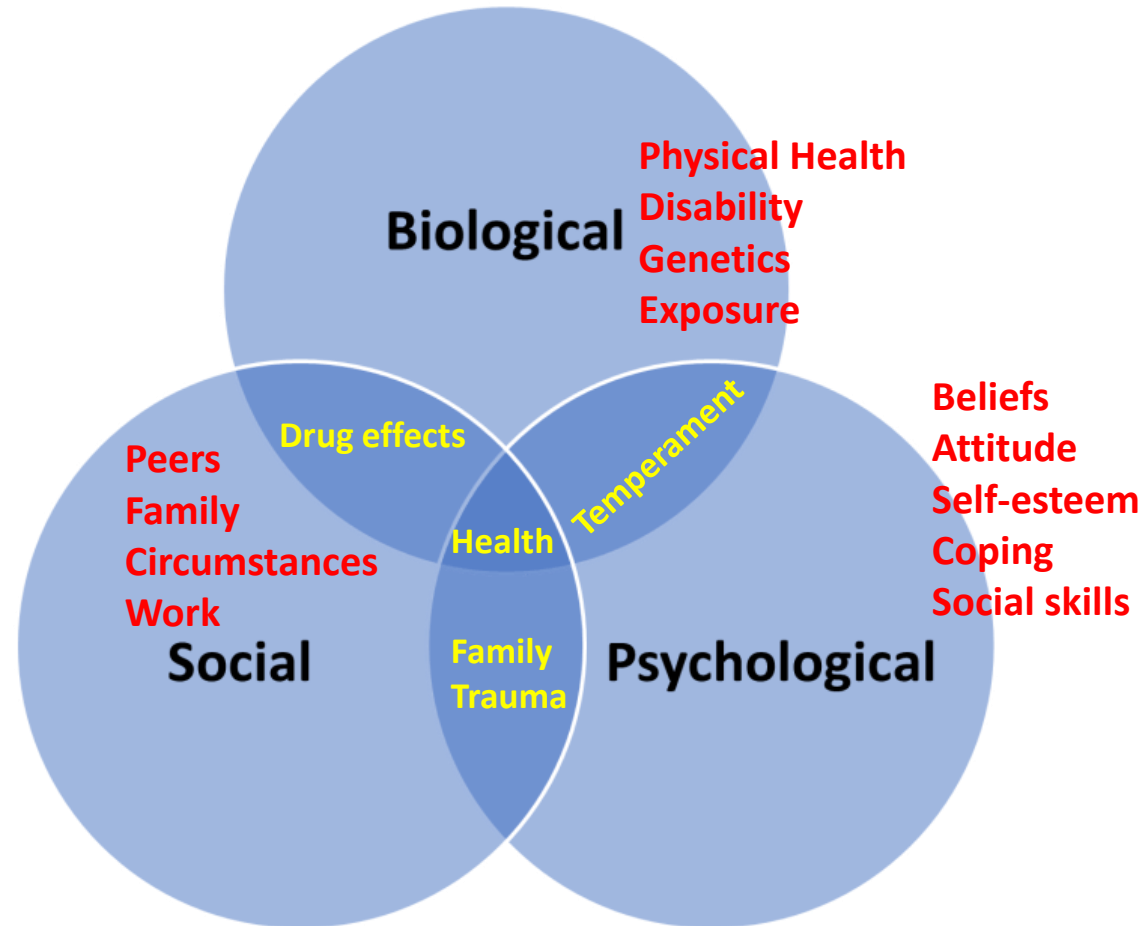 Biological
Physical Health
Disability
Genetics
Exposure
Drug effects
Temperament
Health
Family
Trauma
Peers
Family
Circumstances
Work
Social
Beliefs
Attitude
Self-esteem
Coping
Social skills
Psychological